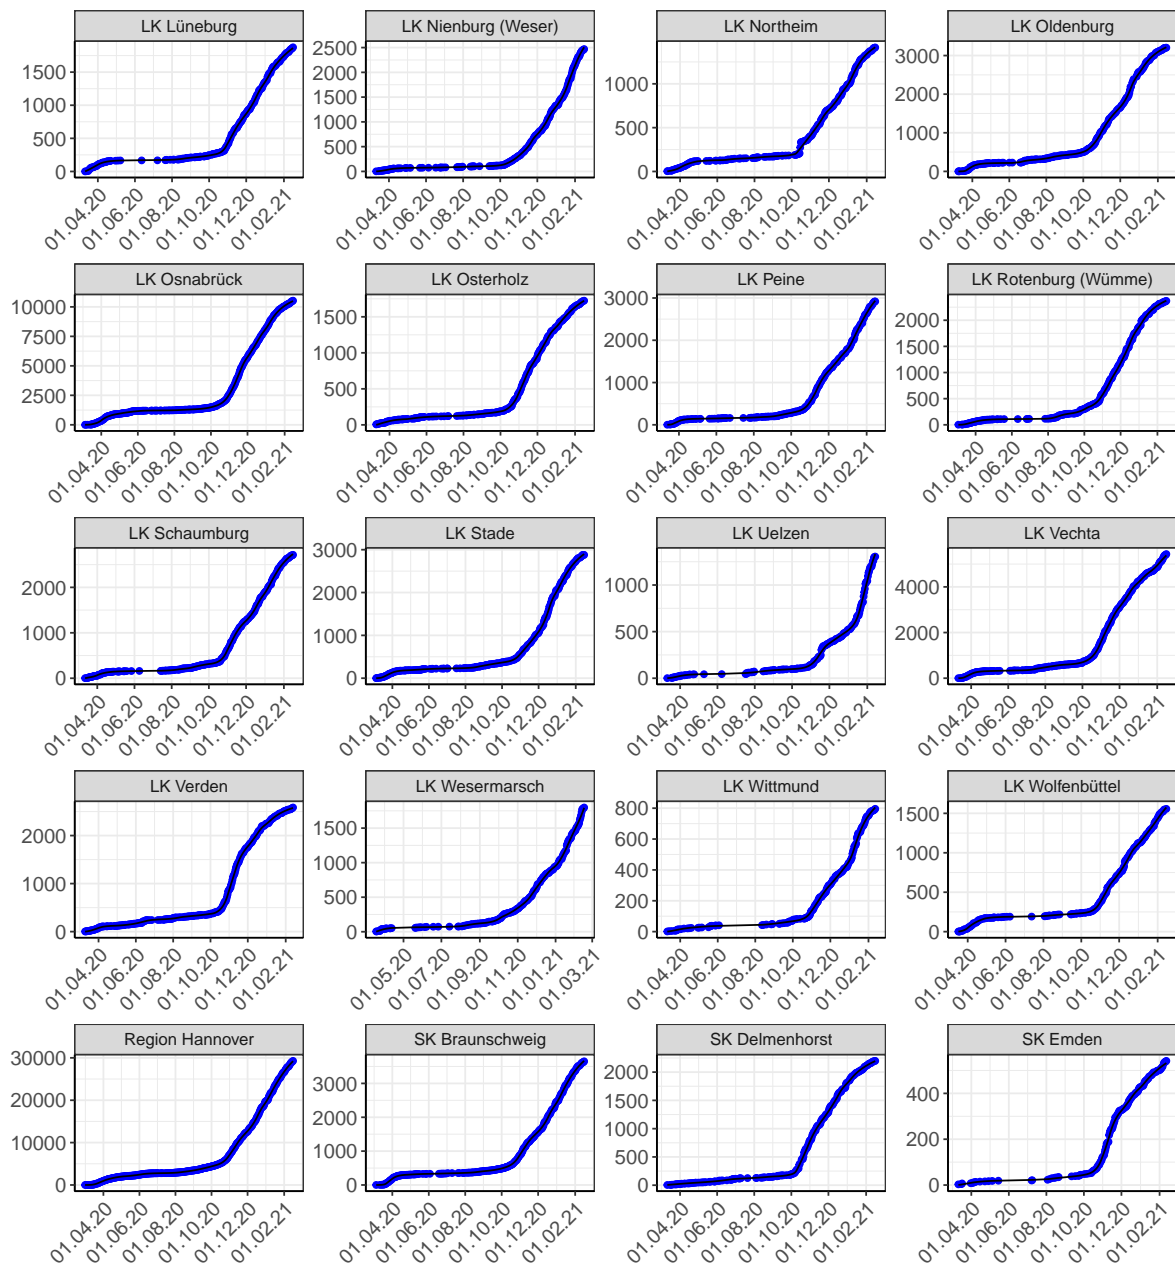 LK Lüneburg LK Nienburg (Weser) LK Northeim LK Oldenburg
1500 1000 500 0
2500 2000 1500 1000 500 0
1000 500 0
3000 2000 1000 0
01.04.20 01.06.20 01.08.20 01.10.20 01.12.20 01.02.21
01.04.20 01.06.20 01.08.20 01.10.20 01.12.20 01.02.21
01.04.20 01.06.20 01.08.20 01.10.20 01.12.20 01.02.21
01.04.20 01.06.20 01.08.20 01.10.20 01.12.20 01.02.21
LK Osnabrück LK Osterholz LK Peine LK Rotenburg (Wümme)
10000 7500 5000 2500 0
1500 1000 500 0
3000 2000 1000 0
2000 1500 1000 500 0
01.04.20 01.06.20 01.08.20 01.10.20 01.12.20 01.02.21
01.04.20 01.06.20 01.08.20 01.10.20 01.12.20 01.02.21
01.04.20 01.06.20 01.08.20 01.10.20 01.12.20 01.02.21
01.04.20 01.06.20 01.08.20 01.10.20 01.12.20 01.02.21
LK Schaumburg LK Stade LK Uelzen LK Vechta
2000 1000 0
3000 2000 1000 0
1000 500 0
4000 2000 0
01.04.20 01.06.20 01.08.20 01.10.20 01.12.20 01.02.21
01.04.20 01.06.20 01.08.20 01.10.20 01.12.20 01.02.21
01.04.20 01.06.20 01.08.20 01.10.20 01.12.20 01.02.21
01.04.20 01.06.20 01.08.20 01.10.20 01.12.20 01.02.21
LK Verden LK Wesermarsch LK Wittmund LK Wolfenbüttel
2000 1000 0
1500 1000 500 0
800 600 400 200 0
1500 1000 500 0
01.04.20 01.06.20 01.08.20 01.10.20 01.12.20 01.02.21
01.05.20 01.07.20 01.09.20 01.11.20 01.01.21 01.03.21
01.04.20 01.06.20 01.08.20 01.10.20 01.12.20 01.02.21
01.04.20 01.06.20 01.08.20 01.10.20 01.12.20 01.02.21
Region Hannover SK Braunschweig SK Delmenhorst SK Emden
30000 20000 10000 0
3000 2000 1000 0
2000 1500 1000 500 0
400 200 0
01.04.20 01.06.20 01.08.20 01.10.20 01.12.20 01.02.21
01.04.20 01.06.20 01.08.20 01.10.20 01.12.20 01.02.21
01.04.20 01.06.20 01.08.20 01.10.20 01.12.20 01.02.21
01.04.20 01.06.20 01.08.20 01.10.20 01.12.20 01.02.21